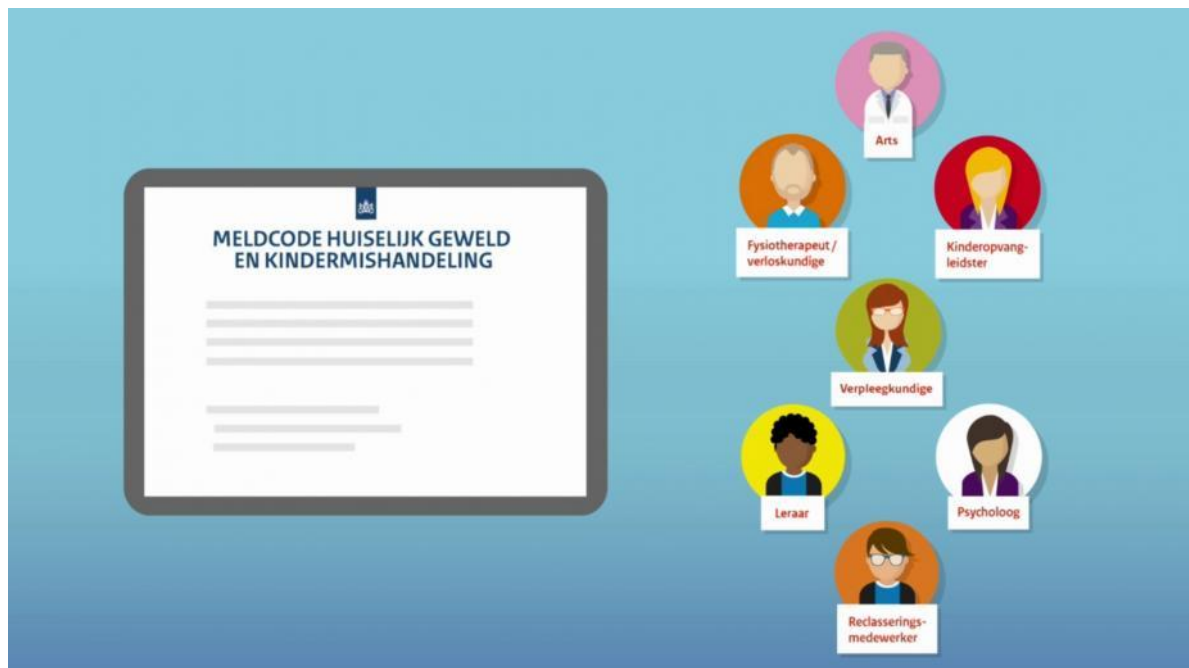 MELDCODE HUISELIJK GEWELD
EN KINDERMISHANDELING
Arts
Fysiotherapeut /
verloskundige
Kinderopvang-
leidster
Verpleegkundige
Leraar
Psycholoog
Reclasserings-
medewerker